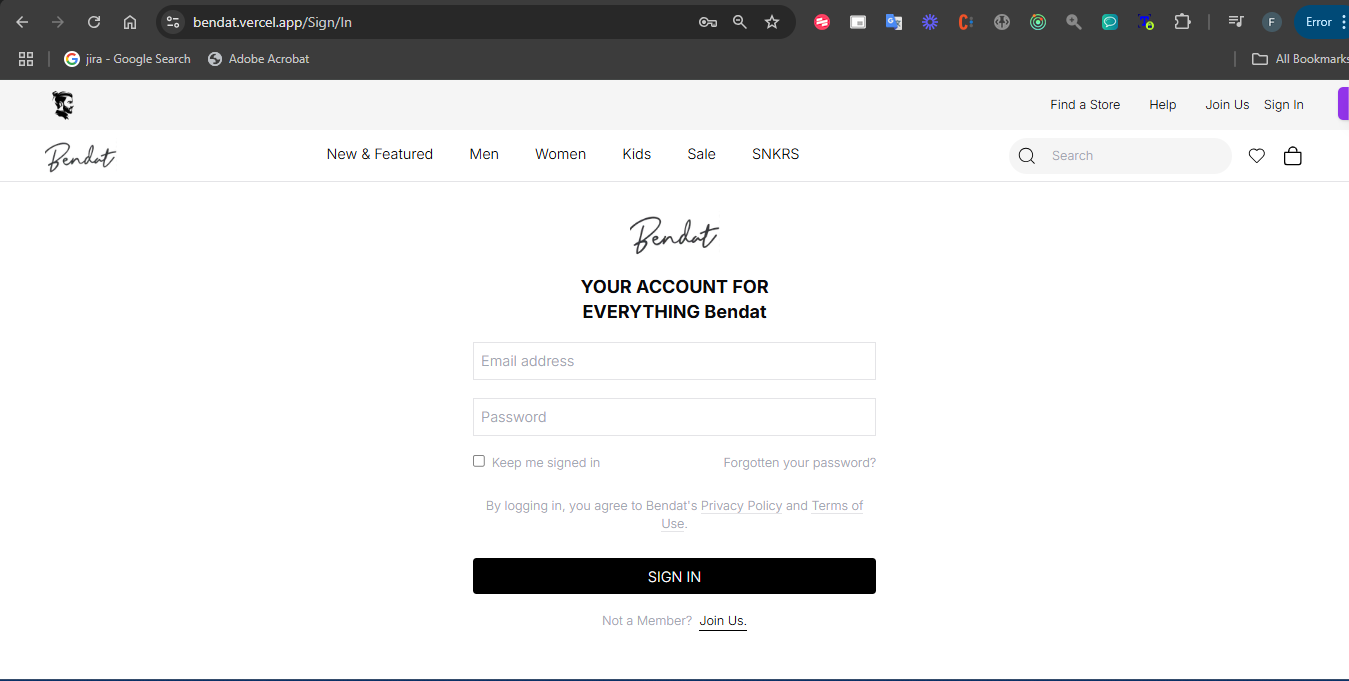 bendat.vercel.app/Sign/In
F
Error
jira - Google Search
Adobe Acrobat
All Bookmarks
Find a Store
Help
Join Us
Sign In
Bendat
New & Featured
Men
Women
Kids
Sale
SNKRS
Search
Bendat
YOUR ACCOUNT FOR
EVERYTHING Bendat
Email address
Password
Keep me signed in
Forgotten your password?
By logging in, you agree to Bendat's Privacy Policy and Terms of
Use.
SIGN IN
Not a Member? Join Us.